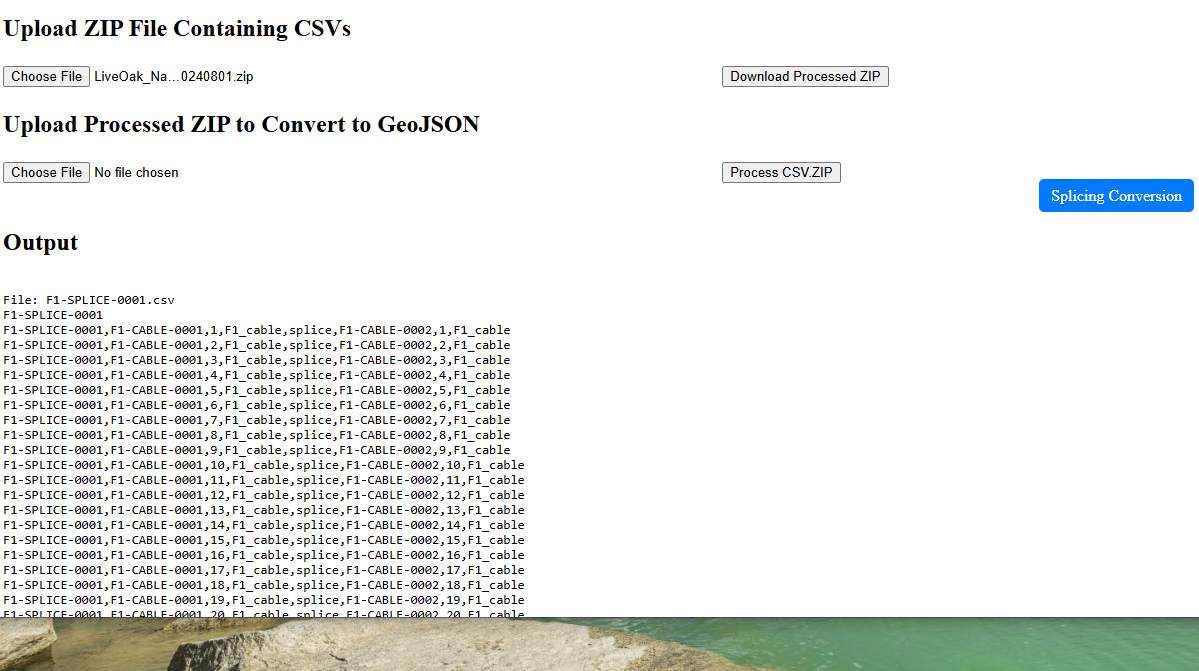 Upload ZIP File Containing CSVs
Choose File LiveOak_Na...0240801.zip Download Processed ZIP
Upload Processed ZIP to Convert to GeoJSON
Choose File No file chosen Process CSV.ZIP
Splicing Conversion
Output
File: F1-SPLICE-0001.csv
F1-SPLICE-0001
F1-SPLICE-0001,F1-CABLE-0001,1,F1_cable,splice,F1-CABLE-0002,1,F1_cable
F1-SPLICE-0001,F1-CABLE-0001,2,F1_cable,splice,F1-CABLE-0002,2,F1_cable
F1-SPLICE-0001,F1-CABLE-0001,3,F1_cable,splice,F1-CABLE-0002,3,F1_cable
F1-SPLICE-0001,F1-CABLE-0001,4,F1_cable,splice,F1-CABLE-0002,4,F1_cable
F1-SPLICE-0001,F1-CABLE-0001,5,F1_cable,splice,F1-CABLE-0002,5,F1_cable
F1-SPLICE-0001,F1-CABLE-0001,6,F1_cable,splice,F1-CABLE-0002,6,F1_cable
F1-SPLICE-0001,F1-CABLE-0001,7,F1_cable,splice,F1-CABLE-0002,7,F1_cable
F1-SPLICE-0001,F1-CABLE-0001,8,F1_cable,splice,F1-CABLE-0002,8,F1_cable
F1-SPLICE-0001,F1-CABLE-0001,9,F1_cable,splice,F1-CABLE-0002,9,F1_cable
F1-SPLICE-0001,F1-CABLE-0001,10,F1_cable,splice,F1-CABLE-0002,10,F1_cable
F1-SPLICE-0001,F1-CABLE-0001,11,F1_cable,splice,F1-CABLE-0002,11,F1_cable
F1-SPLICE-0001,F1-CABLE-0001,12,F1_cable,splice,F1-CABLE-0002,12,F1_cable
F1-SPLICE-0001,F1-CABLE-0001,13,F1_cable,splice,F1-CABLE-0002,13,F1_cable
F1-SPLICE-0001,F1-CABLE-0001,14,F1_cable,splice,F1-CABLE-0002,14,F1_cable
F1-SPLICE-0001,F1-CABLE-0001,15,F1_cable,splice,F1-CABLE-0002,15,F1_cable
F1-SPLICE-0001,F1-CABLE-0001,16,F1_cable,splice,F1-CABLE-0002,16,F1_cable
F1-SPLICE-0001,F1-CABLE-0001,17,F1_cable,splice,F1-CABLE-0002,17,F1_cable
F1-SPLICE-0001,F1-CABLE-0001,18,F1_cable,splice,F1-CABLE-0002,18,F1_cable
F1-SPLICE-0001,F1-CABLE-0001,19,F1_cable,splice,F1-CABLE-0002,19,F1_cable
F1-SPLICE-0001,F1-CABLE-0001,20,F1_cable,splice,F1-CABLE-0002,20,F1_cable